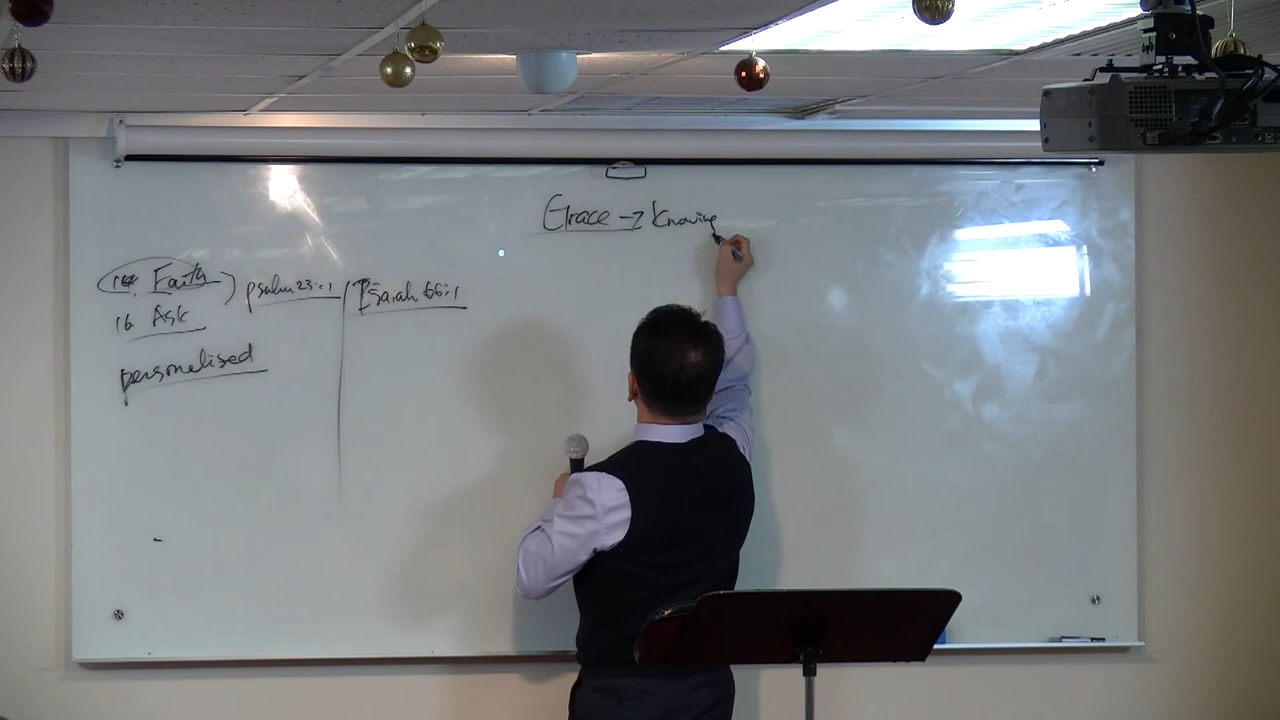 Grace → Knowing
Faith) psalm 23:1 / Isaiah 66:1
16 Ask
personalised